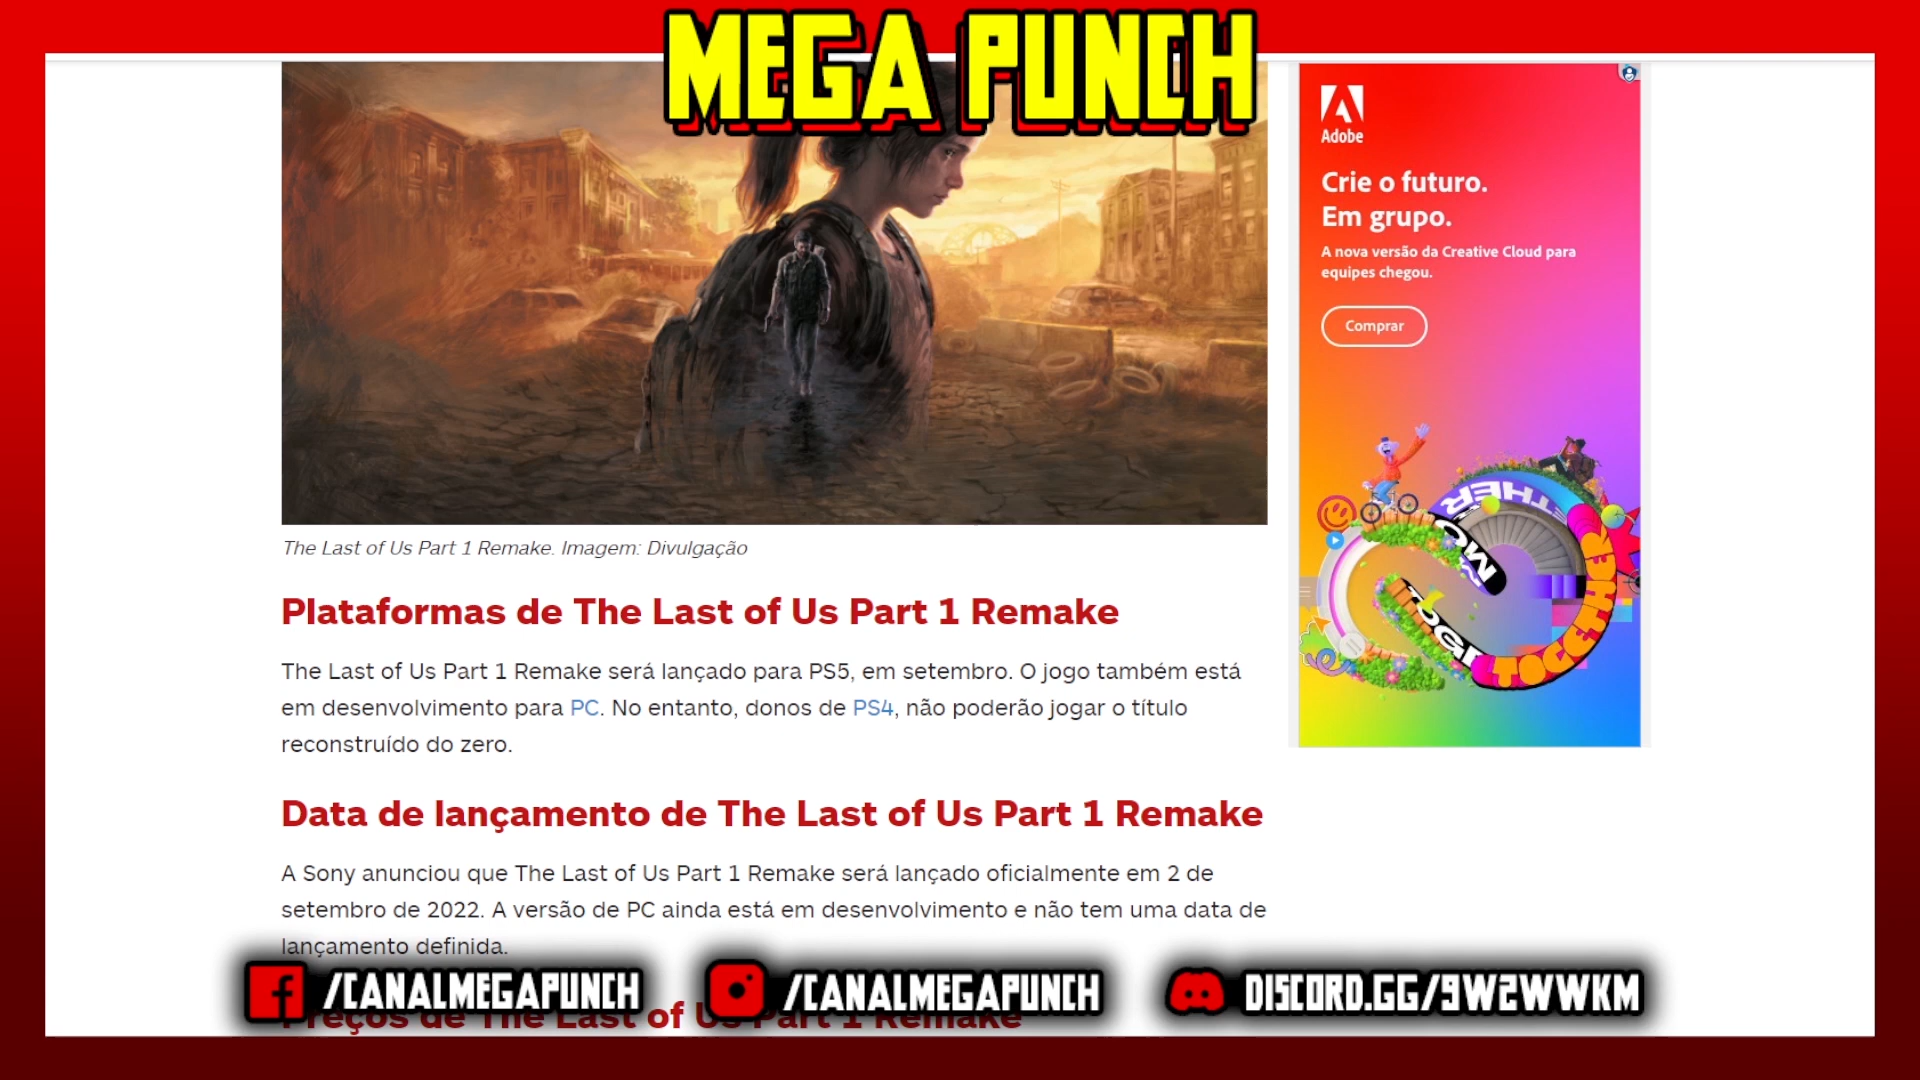 MEGA PUNCH
The Last of Us Part 1 Remake. Imagem: Divulgação
Plataformas de The Last of Us Part 1 Remake
The Last of Us Part 1 Remake será lançado para PS5, em setembro. O jogo também está
em desenvolvimento para PC. No entanto, donos de PS4, não poderão jogar o título
reconstruído do zero.
Data de lançamento de The Last of Us Part 1 Remake
A Sony anunciou que The Last of Us Part 1 Remake será lançado oficialmente em 2 de
setembro de 2022. A versão de PC ainda está em desenvolvimento e não tem uma data de
lançamento definida.
Preços de The Last of Us Part 1 Remake
Adobe
Crie o futuro.
Em grupo.
A nova versão da Creative Cloud para
equipes chegou.
Comprar
TOGETHER
/CANALMEGAPUNCH
/CANALMEGAPUNCH
DISCORD.GG/9W2WWKM